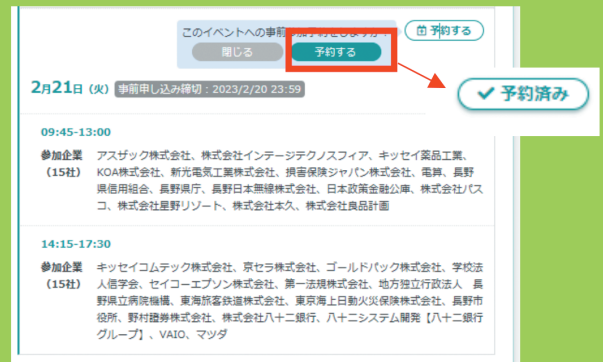 このイベントへの事前参加予約をしますか？
予約する
閉じる
予約する
2月21日（火） 事前申し込み締切：2023/2/20 23:59
予約済み
09:45-13:00
参加企業 アスザック株式会社、株式会社インテージテクノスフィア、キッセイ薬品工業、
（15社） KOA株式会社、新光電気工業株式会社、損害保険ジャパン株式会社、電算、長野
県信用組合、長野県庁、長野日本無線株式会社、日本政策金融公庫、株式会社パス
コ、株式会社星野リゾート、株式会社本久、株式会社良品計画
14:15-17:30
参加企業 キッセイコムテック株式会社、京セラ株式会社、ゴールドパック株式会社、学校法
（15社） 人信学会、セイコーエプソン株式会社、第一法規株式会社、地方独立行政法人　長
野県立病院機構、東海旅客鉄道株式会社、東京海上日動火災保険株式会社、長野市
役所、野村證券株式会社、株式会社八十二銀行、八十二システム開発【八十二銀行
グループ】、VAIO、マツダ